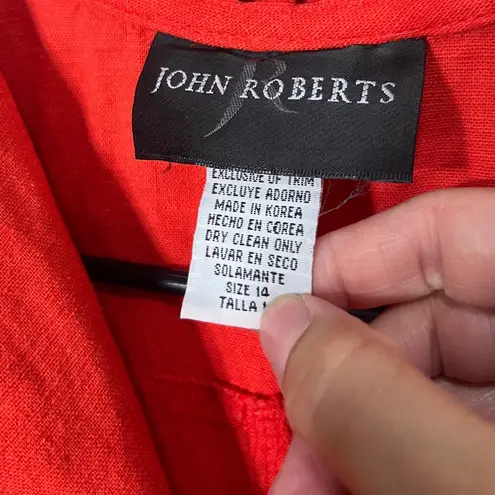 JOHN ROBERTS
EXCLUSIVE OF TRIM
EXCLUYE ADORNO
MADE IN KOREA
HECHO EN COREA
DRY CLEAN ONLY
LAVAR EN SECO
SOLAMANTE
SIZE 14
TALLA